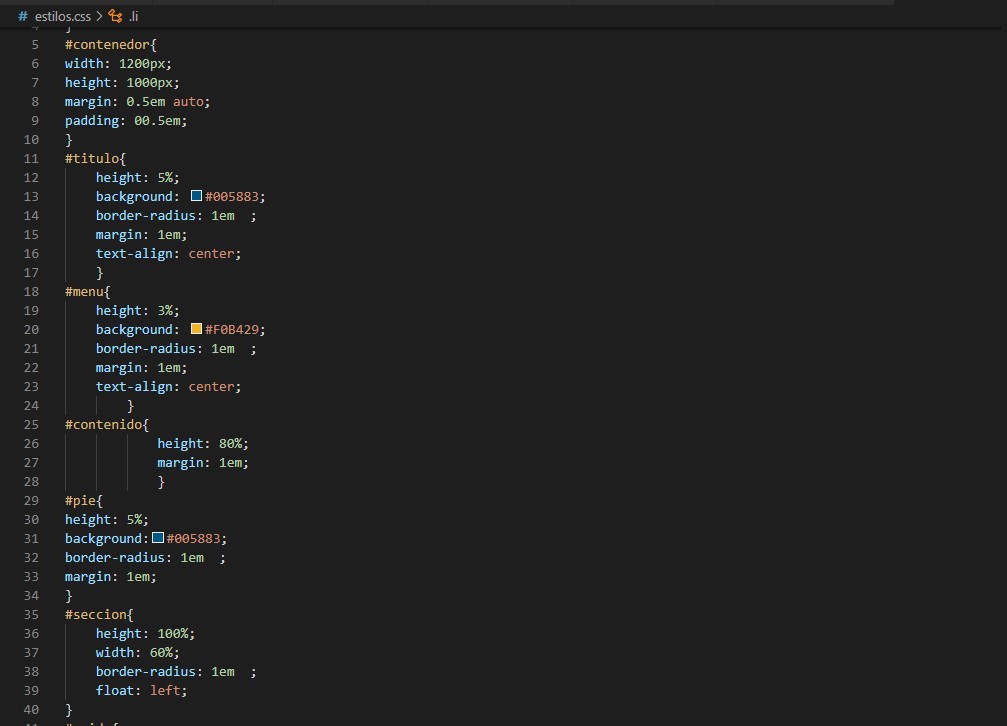 # estilos.css > .li
5 #contenedor{
6 width: 1200px;
7 height: 1000px;
8 margin: 0.5em auto;
9 padding: 00.5em;
10 }
11 #titulo{
12 height: 5%;
13 background: #005883;
14 border-radius: 1em  ;
15 margin: 1em;
16 text-align: center;
17 }
18 #menu{
19 height: 3%;
20 background: #F0B429;
21 border-radius: 1em  ;
22 margin: 1em;
23 text-align: center;
24 }
25 #contenido{
26 height: 80%;
27 margin: 1em;
28 }
29 #pie{
30 height: 5%;
31 background:#005883;
32 border-radius: 1em  ;
33 margin: 1em;
34 }
35 #seccion{
36 height: 100%;
37 width: 60%;
38 border-radius: 1em  ;
39 float: left;
40 }